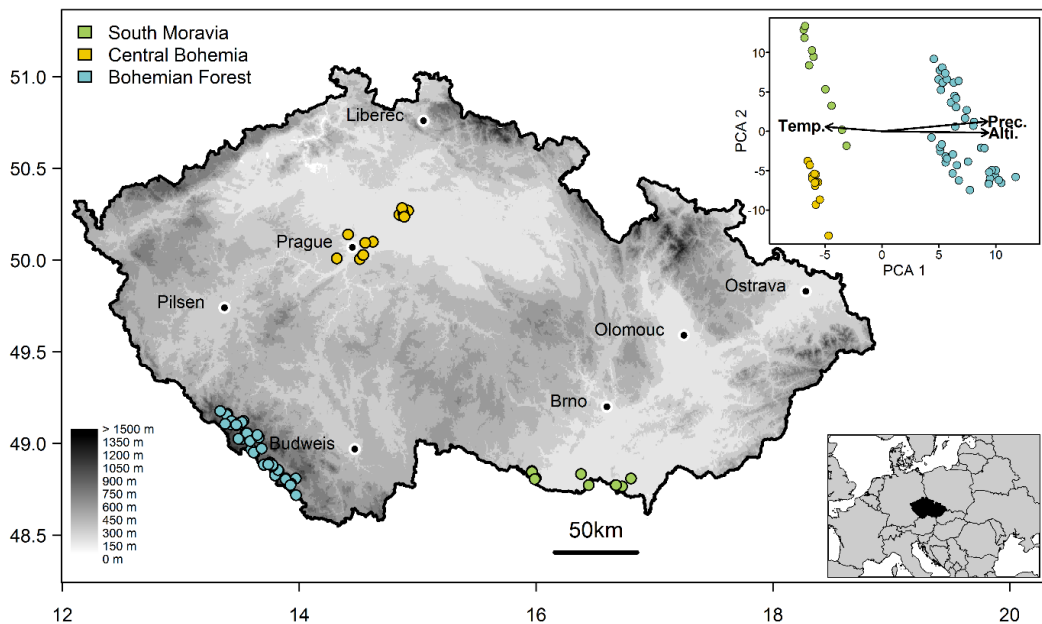 South Moravia
Central Bohemia
Bohemian Forest
51.0
50.5
50.0
49.5
49.0
48.5
12
14
16
18
20
Liberec
Prague
Pilsen
Ostrava
Olomouc
Brno
Budweis
> 1500 m
1350 m
1200 m
1050 m
900 m
750 m
600 m
450 m
300 m
150 m
0 m
50km
PCA 2
10
5
0
-5
-10
Temp.
Prec.
Alti.
-5
0
5
10
PCA 1